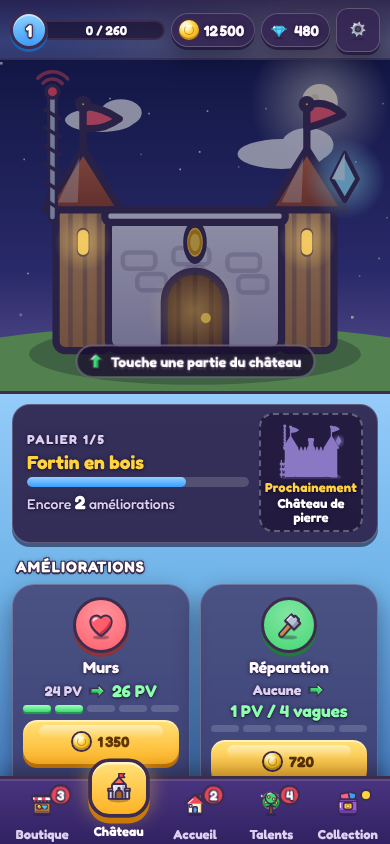 1
0 / 260
12 500
480
Touche une partie du château
PALIER 1/5
Fortin en bois
Encore 2 améliorations
Prochainement
Château de
pierre
AMÉLIORATIONS
Murs
24 PV ➡ 26 PV
1 350
Réparation
Aucune ➡
1 PV / 4 vagues
720
3
2
4
Boutique
Château
Accueil
Talents
Collection